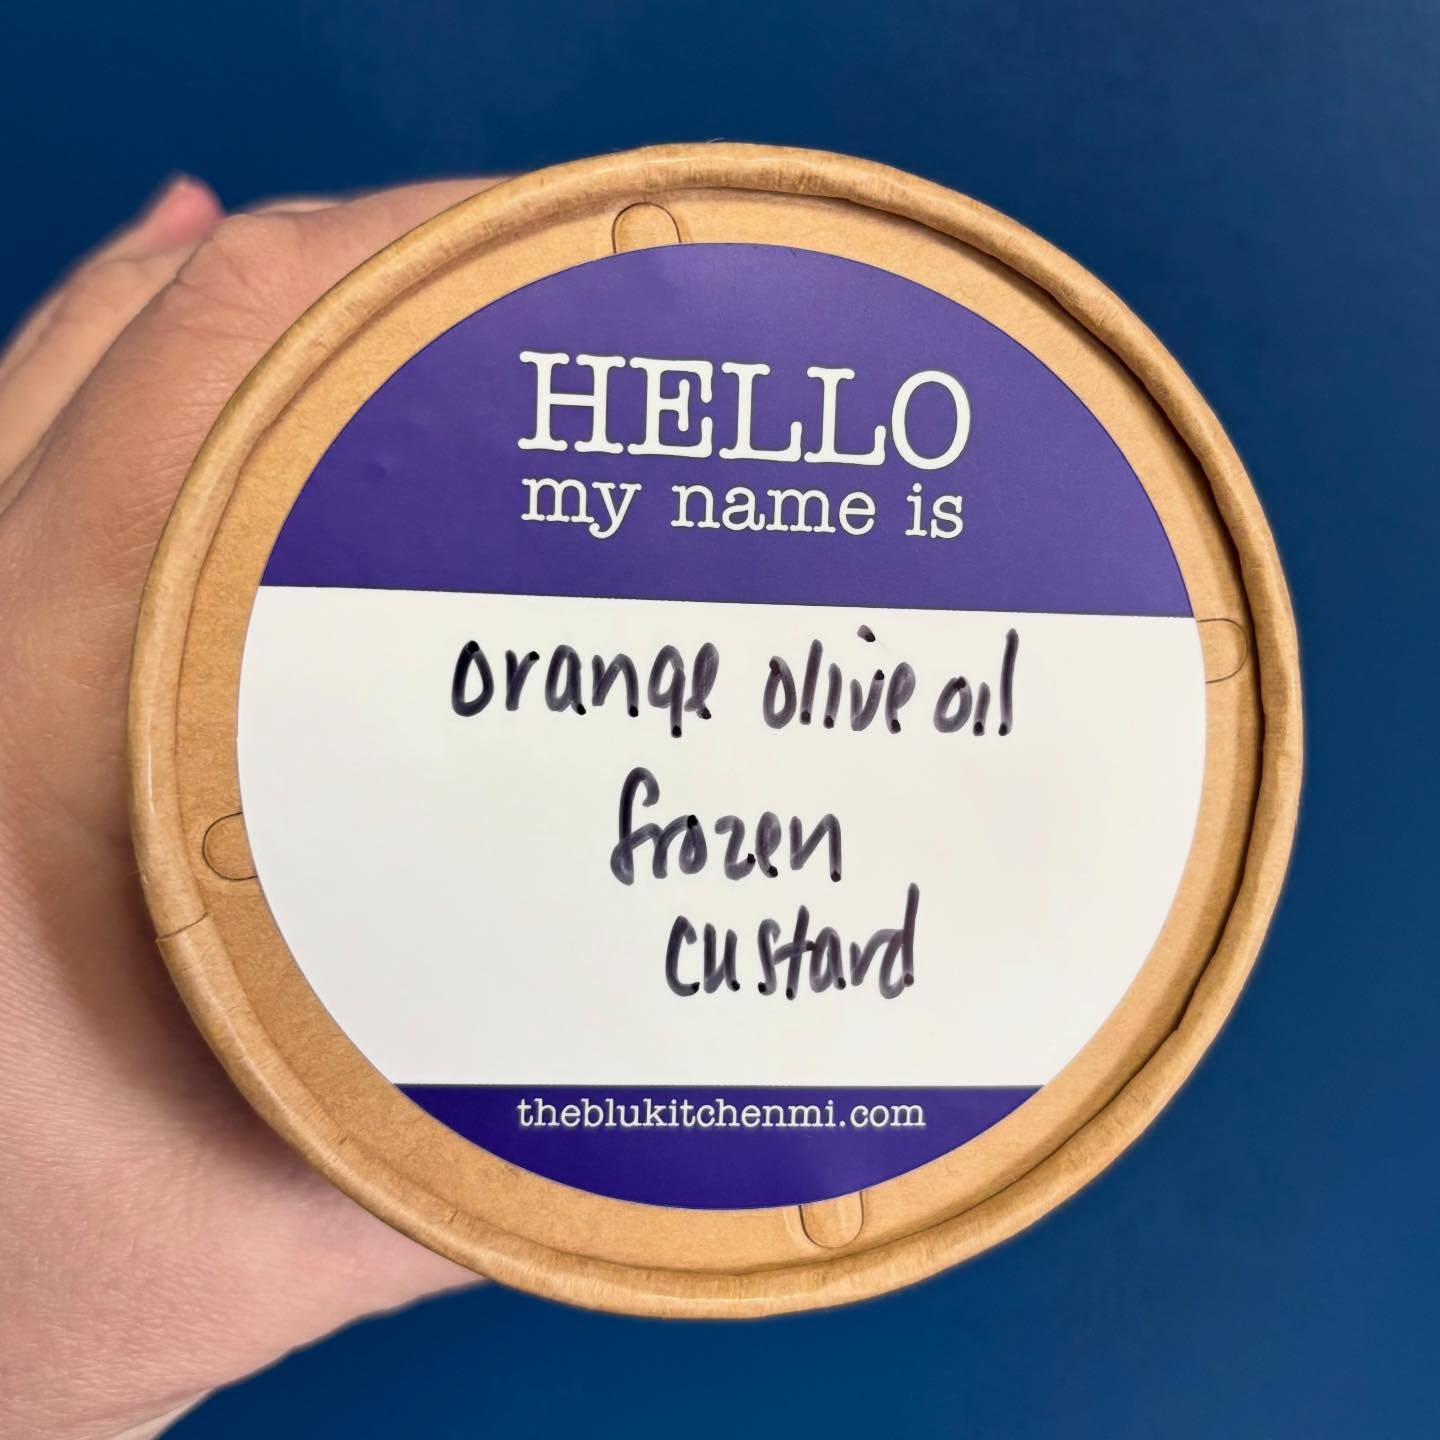 HELLO
my name is
orange olive oil
frozen
custard
theblukitchenmi.com